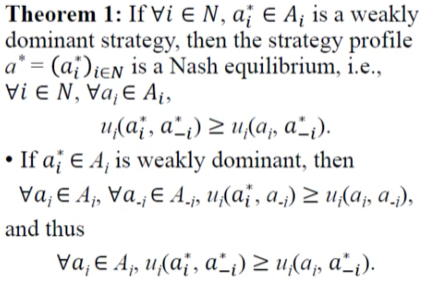 Theorem 1: If ∀i ∈ N, a*ᵢ ∈ Aᵢ is a weakly
dominant strategy, then the strategy profile
a* = (a*ᵢ)ᵢ∈N is a Nash equilibrium, i.e.,
∀i ∈ N, ∀aᵢ ∈ Aᵢ,
uᵢ(a*ᵢ, a*₋ᵢ) ≥ uᵢ(aᵢ, a*₋ᵢ).
• If a*ᵢ ∈ Aᵢ is weakly dominant, then
∀aᵢ ∈ Aᵢ, ∀a₋ᵢ ∈ A₋ᵢ, uᵢ(a*ᵢ, a₋ᵢ) ≥ uᵢ(aᵢ, a₋ᵢ),
and thus
∀aᵢ ∈ Aᵢ, uᵢ(a*ᵢ, a*₋ᵢ) ≥ uᵢ(aᵢ, a*₋ᵢ).